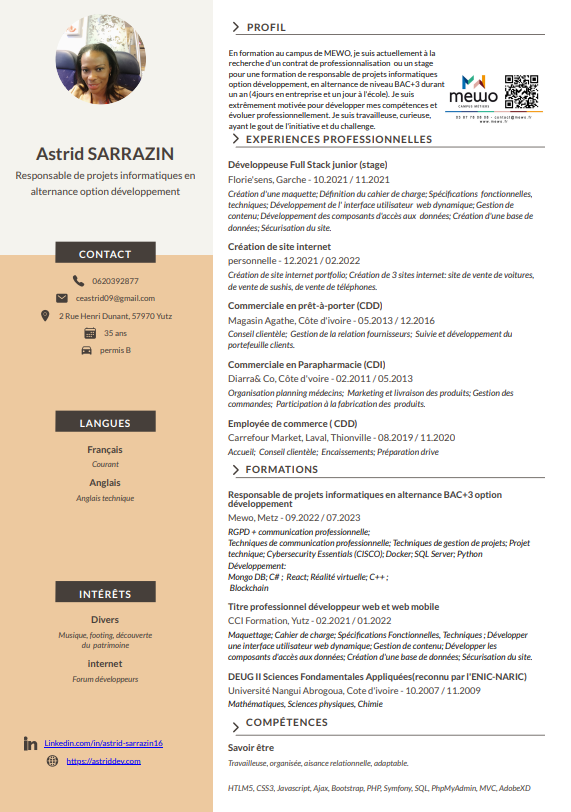 Astrid SARRAZIN
Responsable de projets informatiques en
alternance option développement
CONTACT
0620392877
ceastrid09@gmail.com
2 Rue Henri Dunant, 57970 Yutz
35 ans
permis B
LANGUES
Français
Courant
Anglais
Anglais technique
INTÉRÊTS
Divers
Musique, footing, découverte
du patrimoine
internet
Forum développeurs
Linkedin.com/in/astrid-sarrazin16
https://astriddev.com
PROFIL
En formation au campus de MEWO, je suis actuellement à la
recherche d'un contrat de professionnalisation ou un stage
pour une formation de responsable de projets informatiques
option développement, en alternance de niveau BAC+3 durant
un an (4jours en entreprise et un jour à l'école). Je suis
extrêmement motivée pour développer mes compétences et
évoluer professionnellement. Je suis travailleuse, curieuse,
ayant le gout de l'initiative et du challenge.
mewo
CAMPUS METIERS
EXPERIENCES PROFESSIONNELLES
Développeuse Full Stack junior (stage)
Florie'sens, Garche - 10.2021 / 11.2021
Création d'une maquette; Définition du cahier de charge; Spécifications fonctionnelles,
techniques; Développement de l' interface utilisateur web dynamique; Gestion de
contenu; Développement des composants d'accès aux données; Création d'une base de
données; Sécurisation du site.
Création de site internet
personnelle - 12.2021 / 02.2022
Création de site internet portfolio; Création de 3 sites internet: site de vente de voitures,
de vente de sushis, de vente de téléphones.
Commerciale en prêt-à-porter (CDD)
Magasin Agathe, Côte d'ivoire - 05.2013 / 12.2016
Conseil clientèle; Gestion de la relation fournisseurs; Suivie et développement du
portefeuille clients.
Commerciale en Parapharmacie (CDI)
Diarra& Co, Côte d'ivoire - 02.2011 / 05.2013
Organisation planning médecins; Marketing et livraison des produits; Gestion des
commandes; Participation à la fabrication des produits.
Employée de commerce ( CDD)
Carrefour Market, Laval, Thionville - 08.2019 / 11.2020
Accueil; Conseil clientèle; Encaissements; Préparation drive
FORMATIONS
Responsable de projets informatiques en alternance BAC+3 option
développement
Mewo, Metz - 09.2022 / 07.2023
RGPD + communication professionnelle;
Techniques de communication professionnelle; Techniques de gestion de projets; Projet
technique; Cybersecurity Essentials (CISCO); Docker; SQL Server; Python
Développement:
Mongo DB; C# ; React; Réalité virtuelle; C++ ;
Blockchain
Titre professionnel développeur web et web mobile
CCI Formation, Yutz - 02.2021 / 01.2022
Maquettage; Cahier de charge; Spécifications Fonctionnelles, Techniques ; Développer
une interface utilisateur web dynamique; Gestion de contenu; Développer les
composants d'accès aux données; Création d'une base de données; Sécurisation du site.
DEUG II Sciences Fondamentales Appliquées(reconnu par l'ENIC-NARIC)
Université Nangui Abrogoua, Cote d'ivoire - 10.2007 / 11.2009
Mathématiques, Sciences physiques, Chimie
COMPÉTENCES
Savoir être
Travailleuse, organisée, aisance relationnelle, adaptable.
HTLM5, CSS3, Javascript, Ajax, Bootstrap, PHP, Symfony, SQL, PhpMyAdmin, MVC, AdobeXD